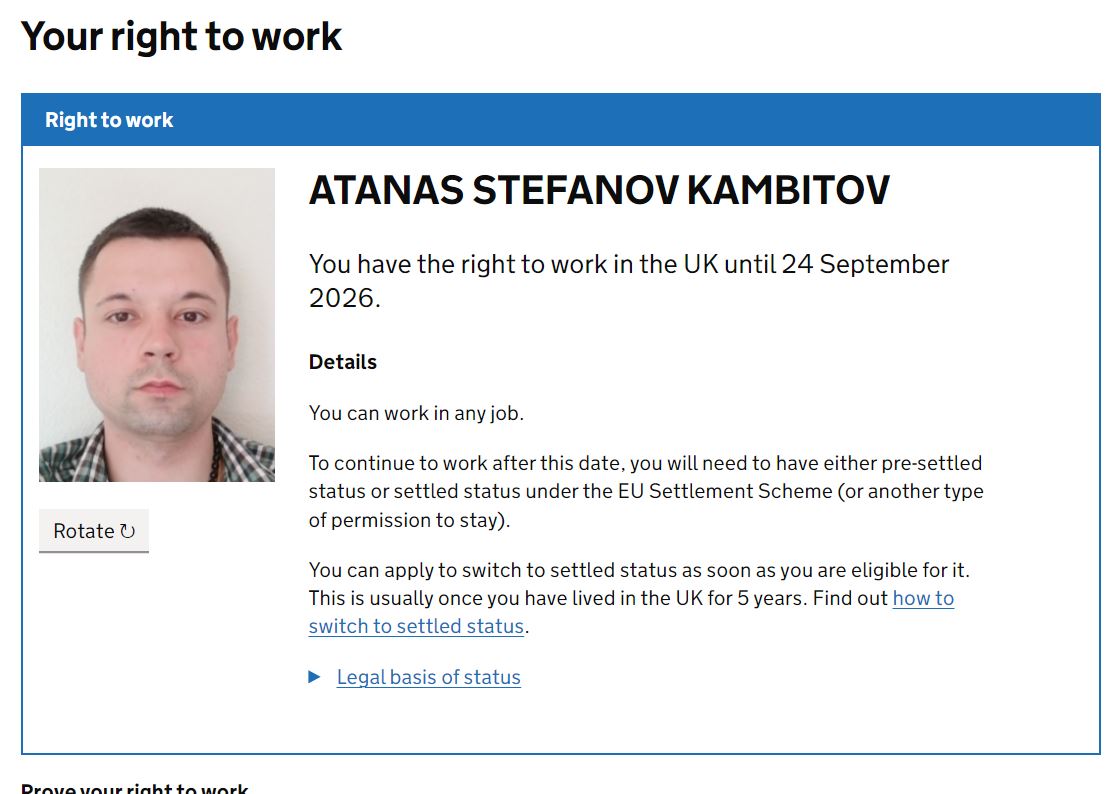 Your right to work
Right to work
ATANAS STEFANOV KAMBITOV
You have the right to work in the UK until 24 September
2026.
Details
You can work in any job.
To continue to work after this date, you will need to have either pre-settled
status or settled status under the EU Settlement Scheme (or another type
of permission to stay).
You can apply to switch to settled status as soon as you are eligible for it.
This is usually once you have lived in the UK for 5 years. Find out how to
switch to settled status.
Legal basis of status
Rotate ↻
Prove your right to work